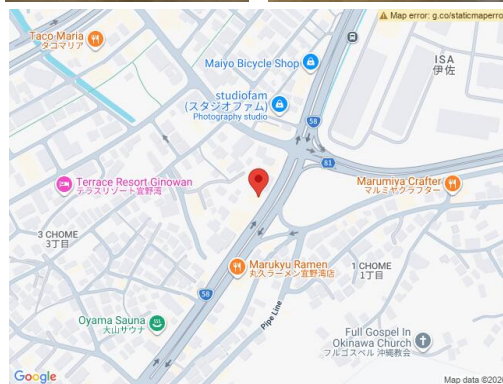 Map error: g.co/staticmaperro
Taco Maria
タコマリア
Maiyo Bicycle Shop
ISA
伊佐
studiofam
(スタジオファム)
Photography studio
58
81
Terrace Resort Ginowan
テラスリゾート宜野湾
Marumiya Crafter
マルミヤクラフター
3 CHOME
3丁目
Marukyu Ramen
丸久ラーメン宜野湾店
1 CHOME
1丁目
58
Oyama Sauna
大山サウナ
Pipe Line
Full Gospel In
Okinawa Church
フルゴスペル 沖縄教会
Google
Map data ©2026